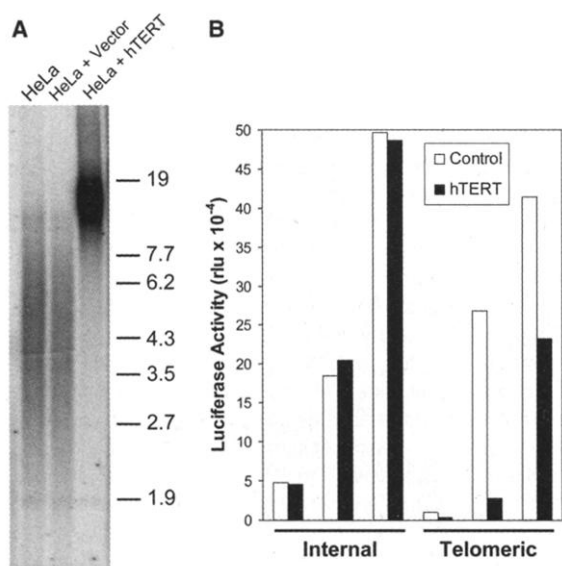 A
HeLa
HeLa + Vector
HeLa + hTERT
19
7.7
6.2
4.3
3.5
2.7
1.9
B
50
45
40
35
30
25
20
15
10
5
0
Luciferase Activity (rlu x 10⁻⁴)
Control
hTERT
Internal
Telomeric